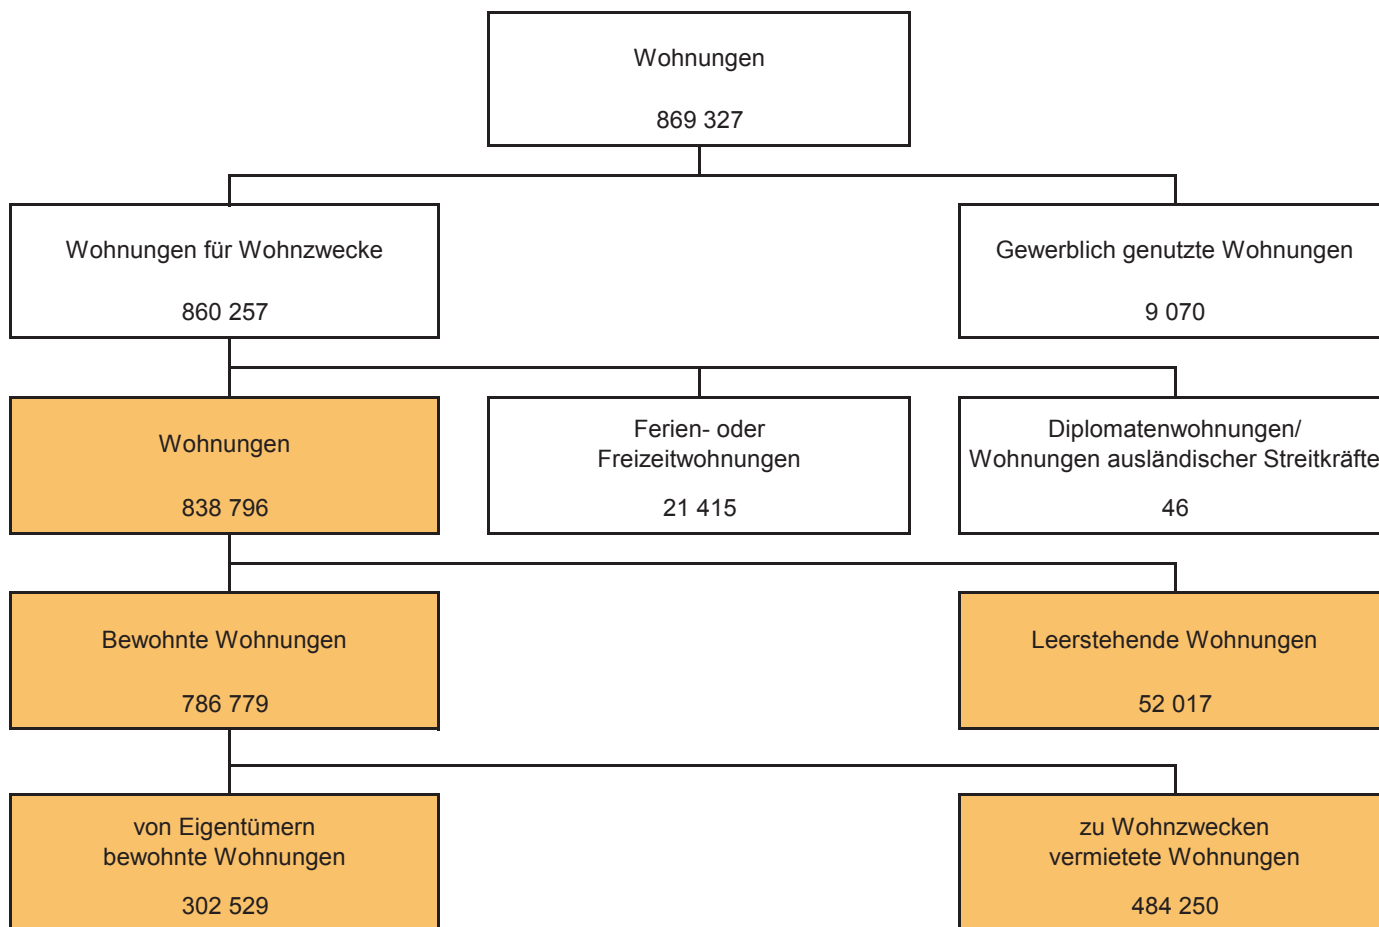 Wohnungen
869 327
Wohnungen für Wohnzwecke
860 257
Gewerblich genutzte Wohnungen
9 070
Wohnungen
838 796
Ferien- oder
Freizeitwohnungen
21 415
Diplomatenwohnungen/
Wohnungen ausländischer Streitkräfte
46
Bewohnte Wohnungen
786 779
Leerstehende Wohnungen
52 017
von Eigentümern
bewohnte Wohnungen
302 529
zu Wohnzwecken
vermietete Wohnungen
484 250